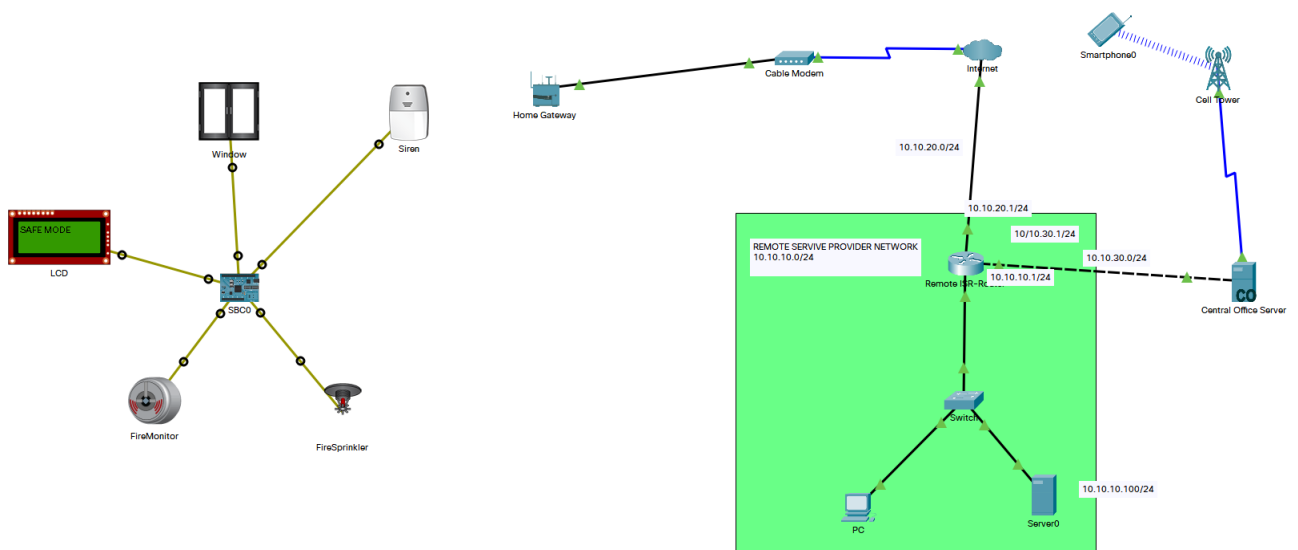 Smartphone0
Internet
Cable Modem
Cell Tower
Home Gateway
Window
Siren
10.10.20.0/24
SAFE MODE
LCD
10.10.20.1/24
10/10.30.1/24
REMOTE SERVIVE PROVIDER NETWORK
10.10.10.0/24
10.10.30.0/24
Remote ISR-Router
10.10.10.1/24
SBC0
CO
Central Office Server
Switch
FireMonitor
FireSprinkler
10.10.10.100/24
PC
Server0